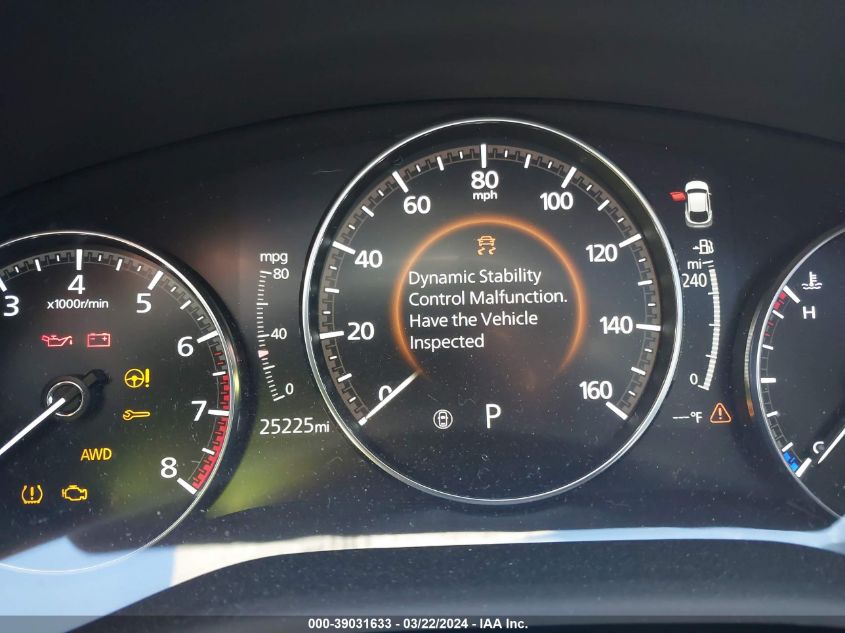 3 4 5 6 7 8
x1000r/min
AWD
mpg
80
40
0
25225mi
0 20 40 60 80 100 120 140 160
mph
Dynamic Stability
Control Malfunction.
Have the Vehicle
Inspected
P
mi
240
0
---°F
H
C
000-39031633 - 03/22/2024 - IAA Inc.